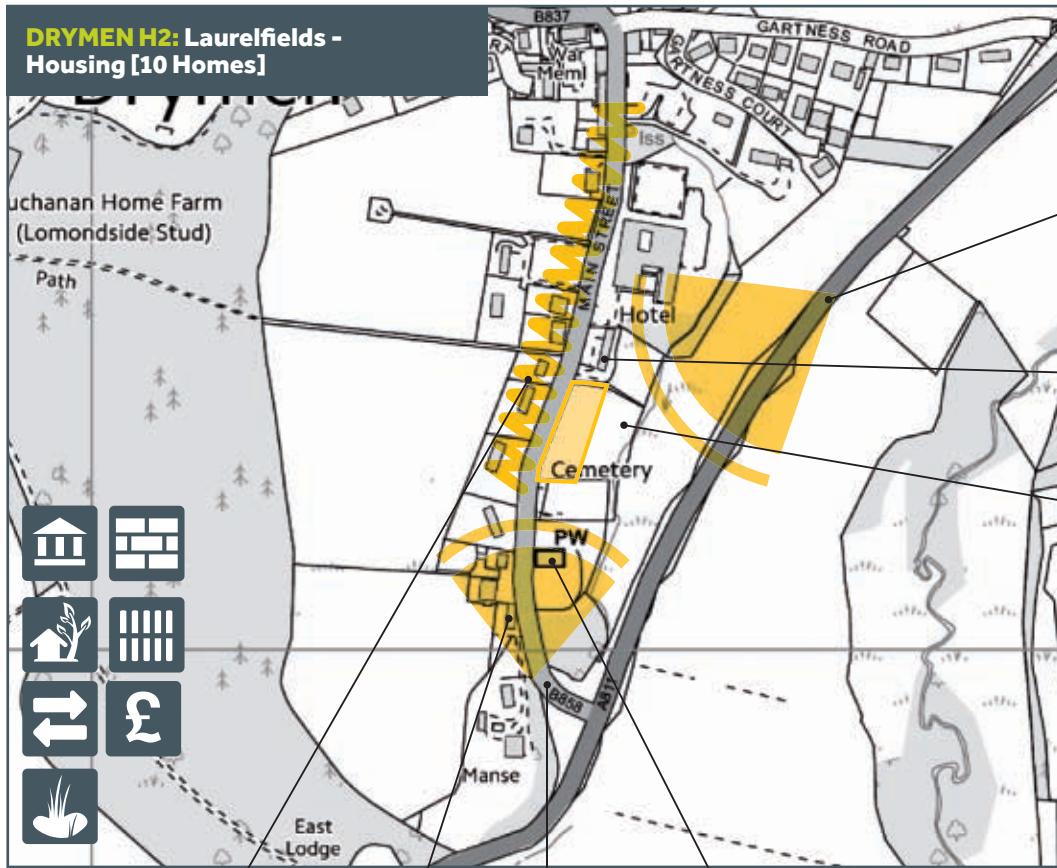 DRYMEN H2: Laurelfields -
Housing [10 Homes]
B837
GARTNESS ROAD
War
Meml
GARTNESS COURT
Iss
uchanan Home Farm
(Lomondside Stud)
Path
MAIN STREET
Hotel
Cemetery
PW
£
B858
A811
Manse
East
Lodge